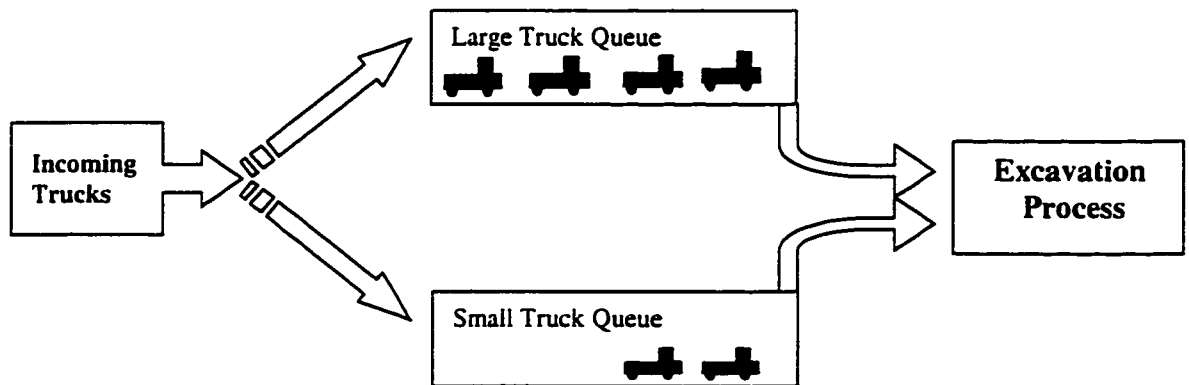 Large Truck Queue
Incoming
Trucks
Excavation
Process
Small Truck Queue